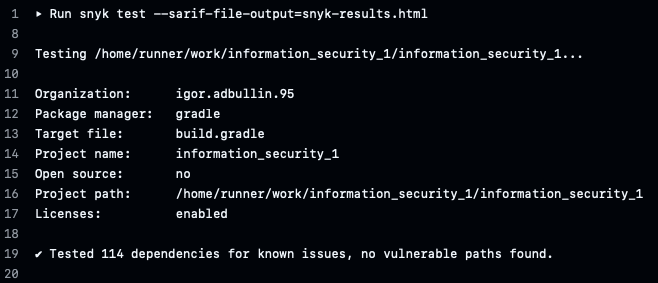 1 ▸ Run snyk test --sarif-file-output=snyk-results.html
8
9 Testing /home/runner/work/information_security_1/information_security_1...
10
11 Organization:      igor.adbullin.95
12 Package manager:   gradle
13 Target file:       build.gradle
14 Project name:      information_security_1
15 Open source:       no
16 Project path:      /home/runner/work/information_security_1/information_security_1
17 Licenses:          enabled
18
19 ✔ Tested 114 dependencies for known issues, no vulnerable paths found.
20